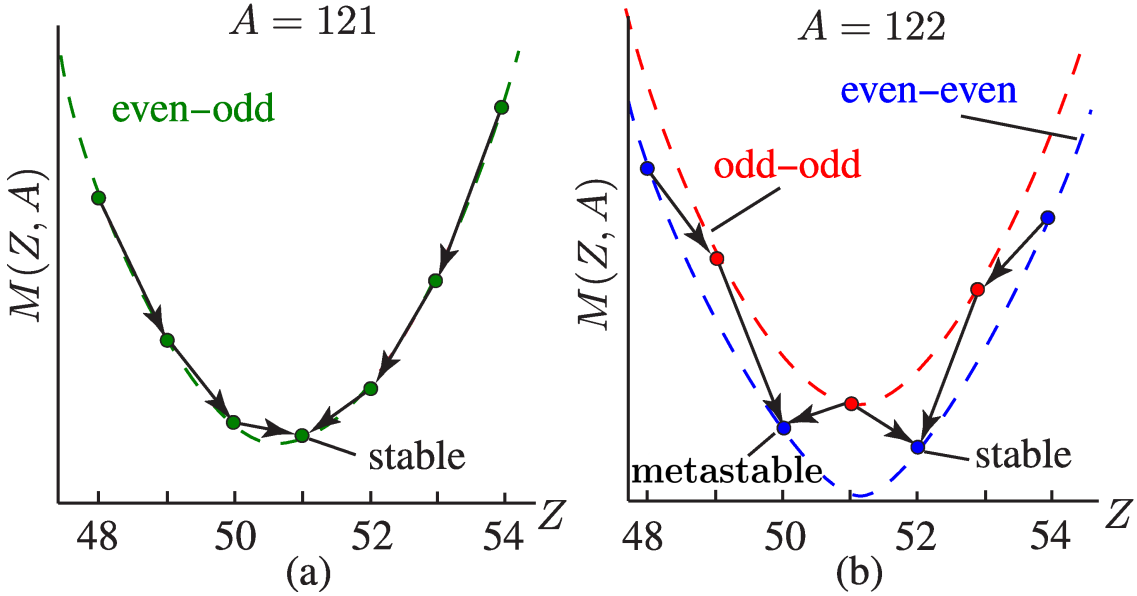 A = 121
even–odd
M(Z, A)
stable
48
50
52
54
Z
(a)
A = 122
even–even
odd–odd
M(Z, A)
metastable
stable
48
50
52
54
Z
(b)